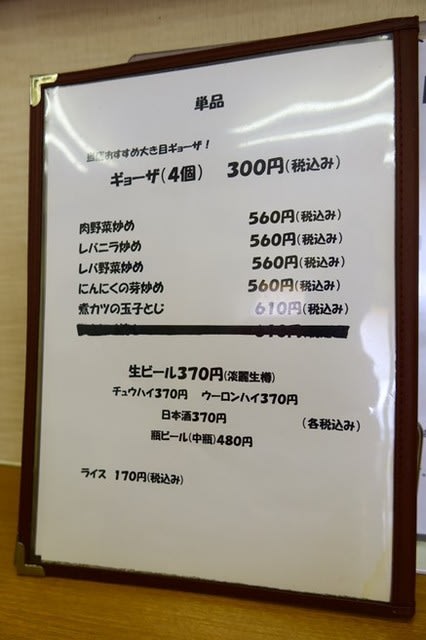 単品
当店おすすめ大き目ギョーザ！
ギョーザ(4個) 300円(税込み)
肉野菜炒め 560円(税込み)
レバニラ炒め 560円(税込み)
レバ野菜炒め 560円(税込み)
にんにくの芽炒め 560円(税込み)
煮カツの玉子とじ 610円(税込み)
生ビール370円(淡麗生樽)
チュウハイ370円 ウーロンハイ370円
日本酒370円 (各税込み)
瓶ビール(中瓶)480円
ライス 170円(税込み)